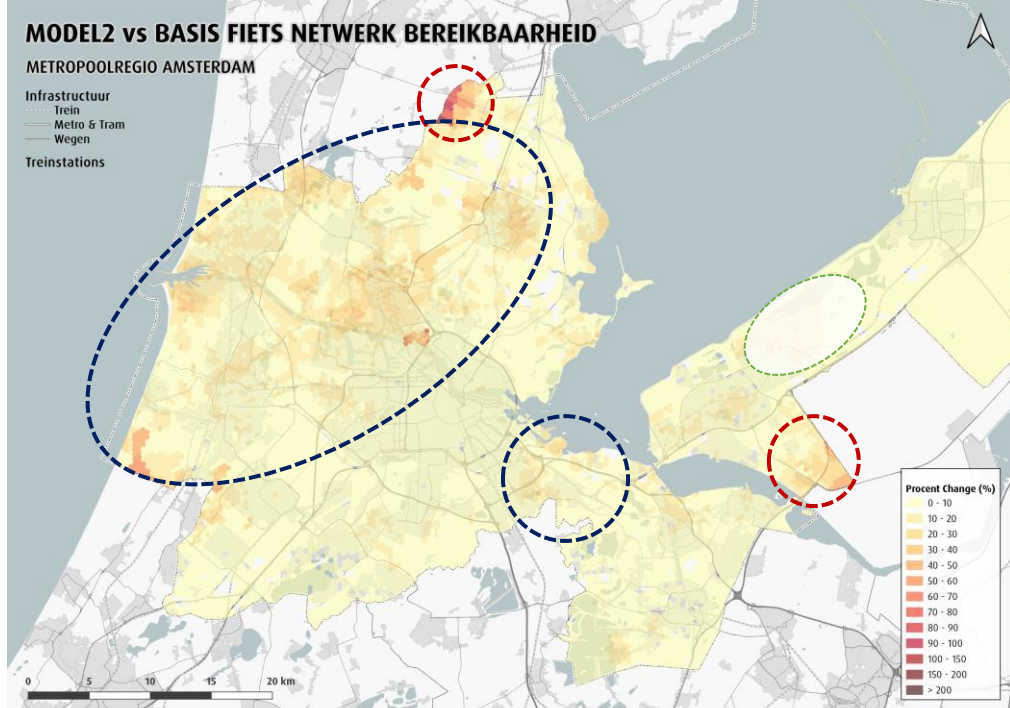 MODEL2 vs BASIS FIETS NETWERK BEREIKBAARHEID
METROPOOLREGIO AMSTERDAM
Infrastructuur
Trein
Metro & Tram
Wegen
Treinstations
Procent Change (%)
0 - 10
10 - 20
20 - 30
30 - 40
40 - 50
50 - 60
60 - 70
70 - 80
80 - 90
90 - 100
100 - 150
150 - 200
> 200
0 5 10 15 20 km